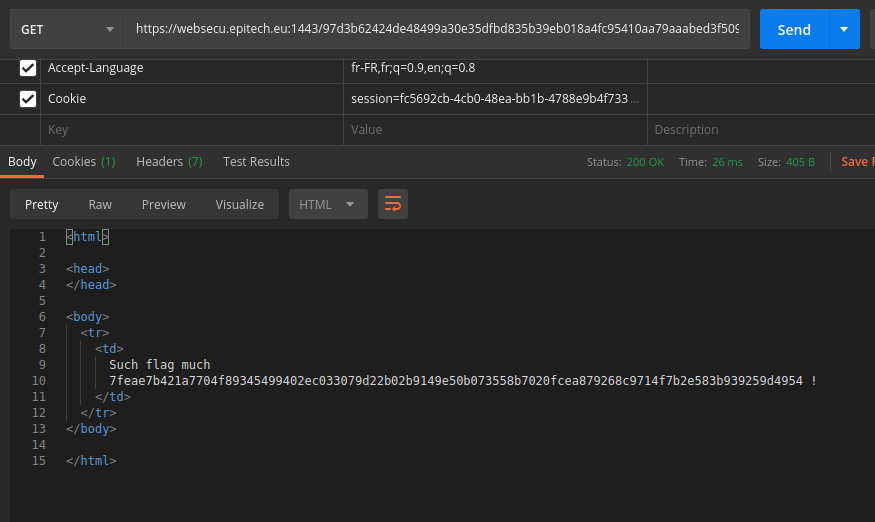 GET https://websecu.epitech.eu:1443/97d3b62424de48499a30e35dfbd835b39eb018a4fc95410aa79aaabed3f509 Send
Accept-Language fr-FR,fr;q=0.9,en;q=0.8
Cookie session=fc5692cb-4cb0-48ea-bb1b-4788e9b4f733 ...
Key Value Description
Body Cookies (1) Headers (7) Test Results Status: 200 OK Time: 26 ms Size: 405 B Save
Pretty Raw Preview Visualize HTML
1 <html>
2
3 <head>
4 </head>
5
6 <body>
7 <tr>
8 <td>
9 Such flag much
10 7feae7b421a7704f89345499402ec033079d22b02b9149e50b073558b7020fcea879268c9714f7b2e583b939259d4954 !
11 </td>
12 </tr>
13 </body>
14
15 </html>